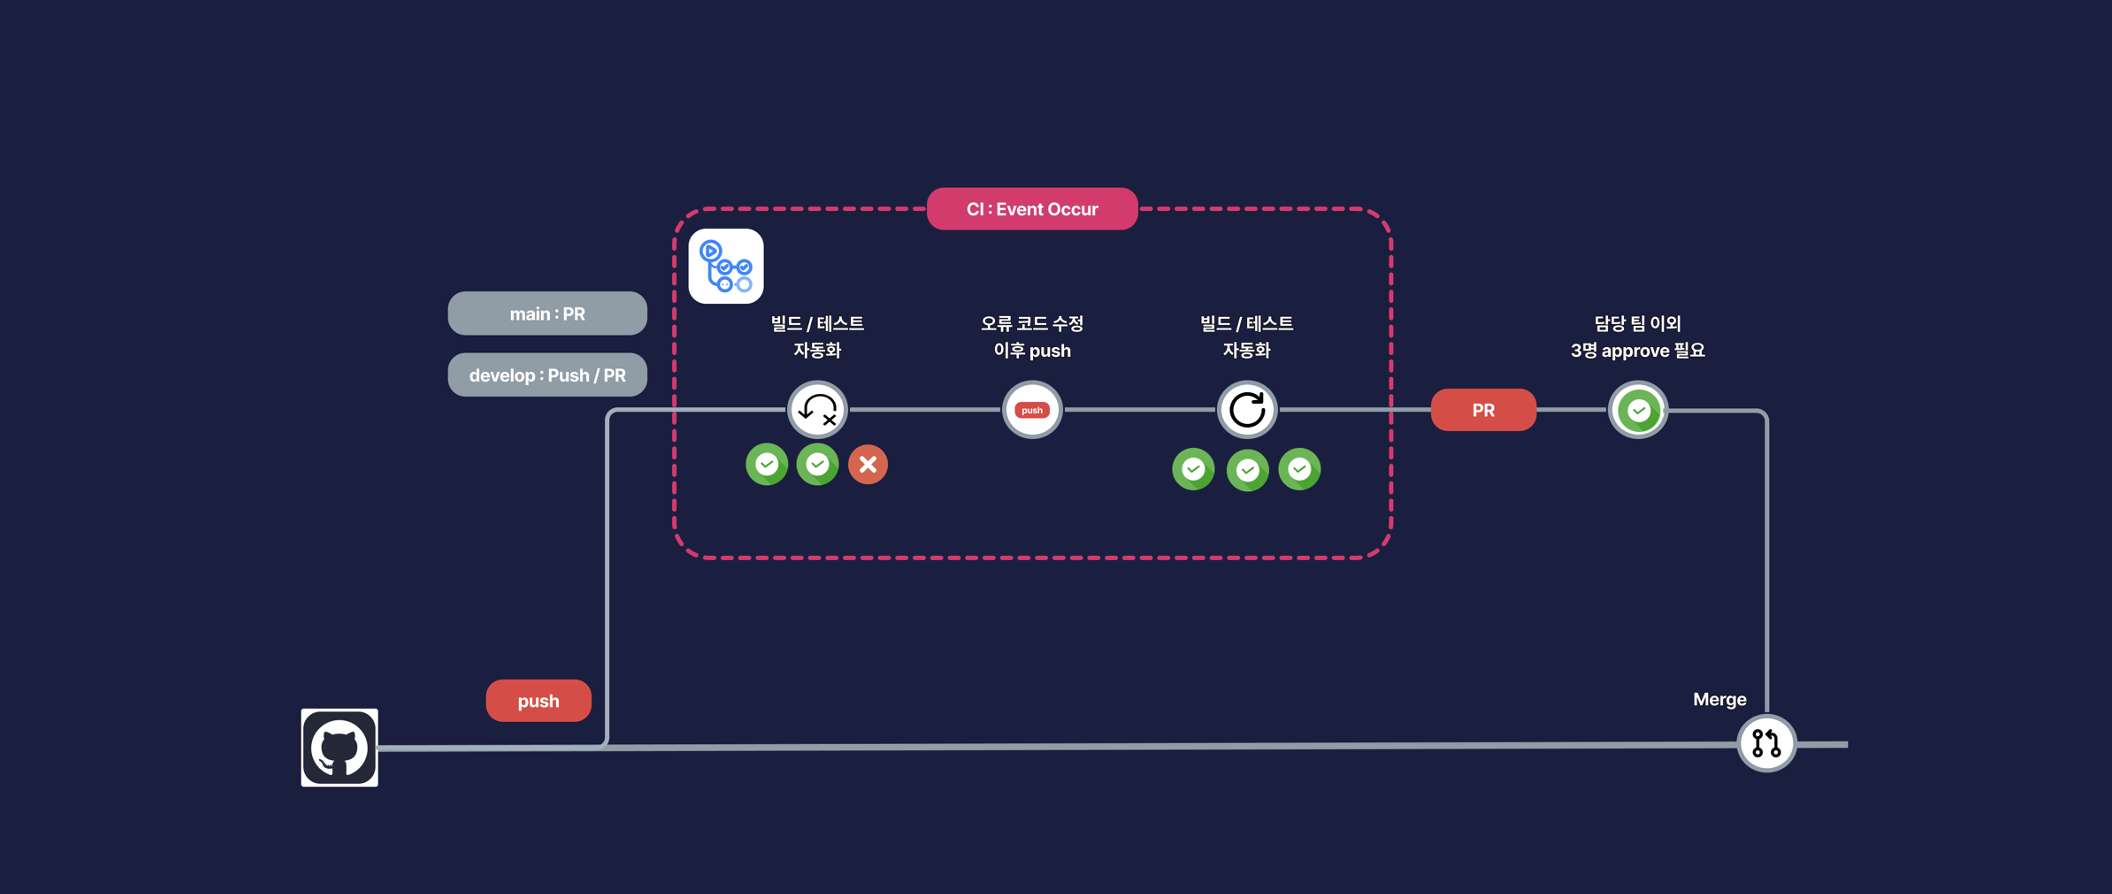 CI : Event Occur
main : PR
develop : Push / PR
빌드 / 테스트
자동화
오류 코드 수정
이후 push
push
빌드 / 테스트
자동화
PR
담당 팀 이외
3명 approve 필요
push
Merge